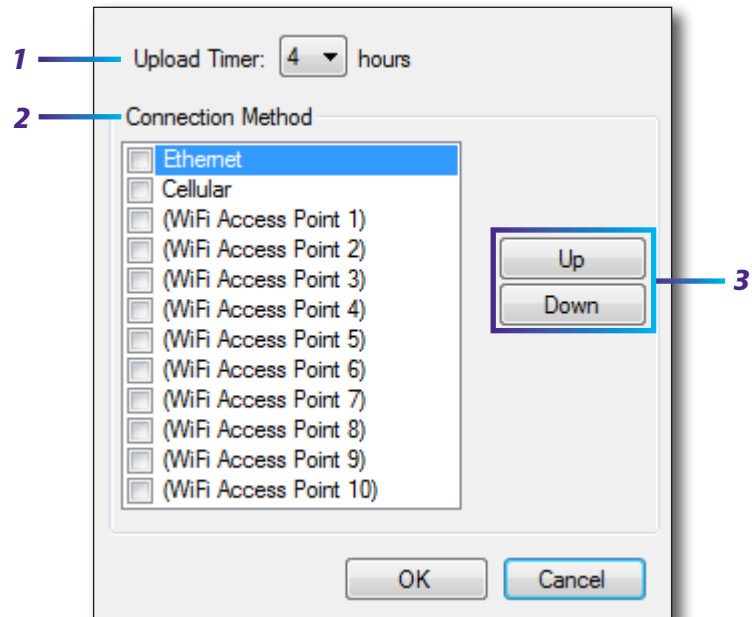 1 Upload Timer: 4 hours
2 Connection Method
Ethernet
Cellular
(WiFi Access Point 1)
(WiFi Access Point 2)
(WiFi Access Point 3)
(WiFi Access Point 4)
(WiFi Access Point 5)
(WiFi Access Point 6)
(WiFi Access Point 7)
(WiFi Access Point 8)
(WiFi Access Point 9)
(WiFi Access Point 10)
Up
Down
3
OK Cancel